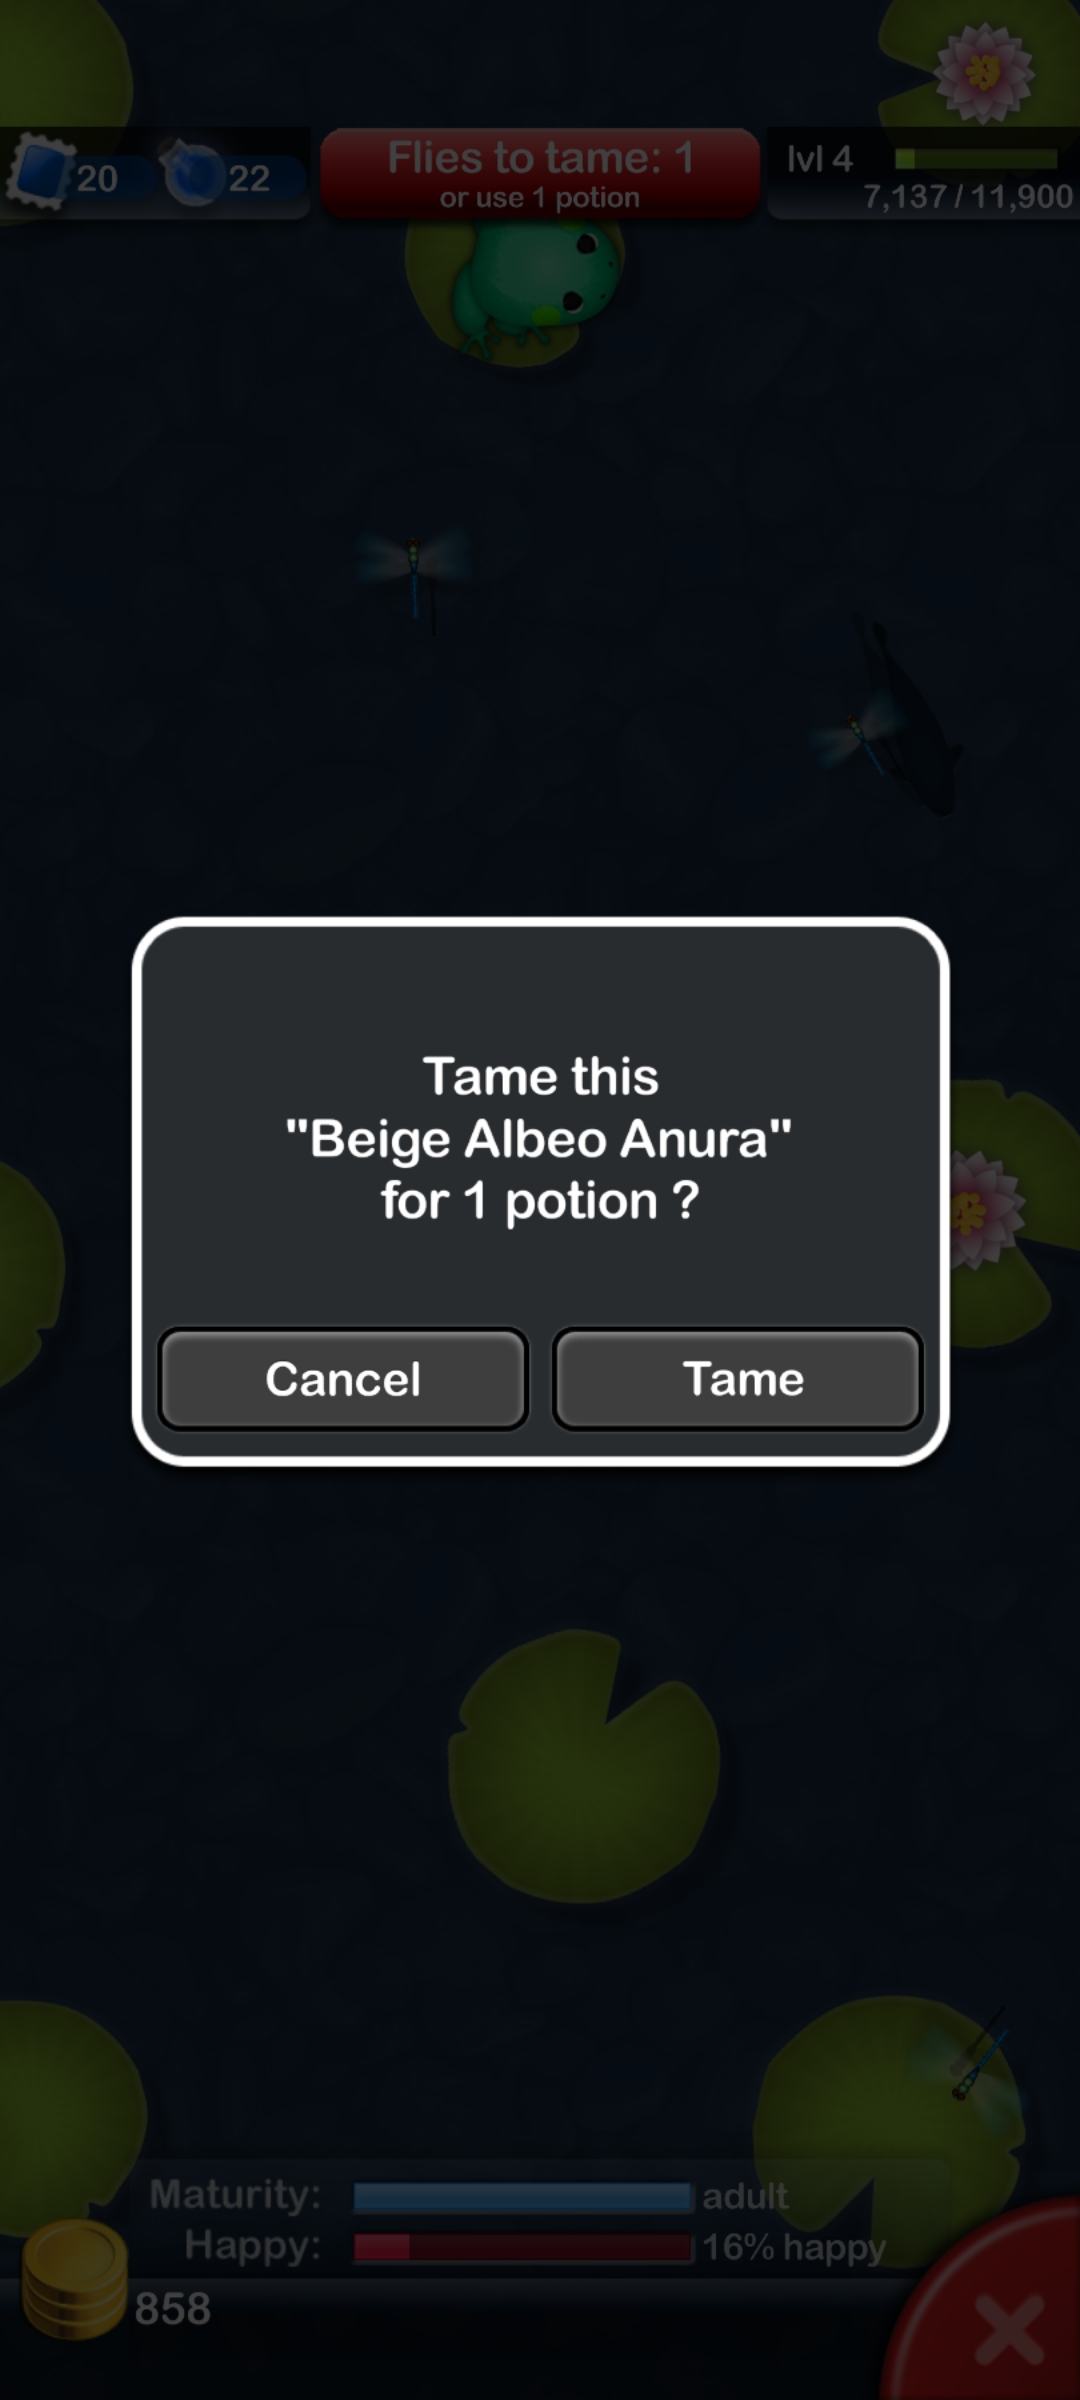 20
22
Flies to tame: 1
or use 1 potion
lvl 4
7,137 / 11,900
Tame this
"Beige Albeo Anura"
for 1 potion ?
Cancel
Tame
Maturity:
adult
Happy:
16% happy
858